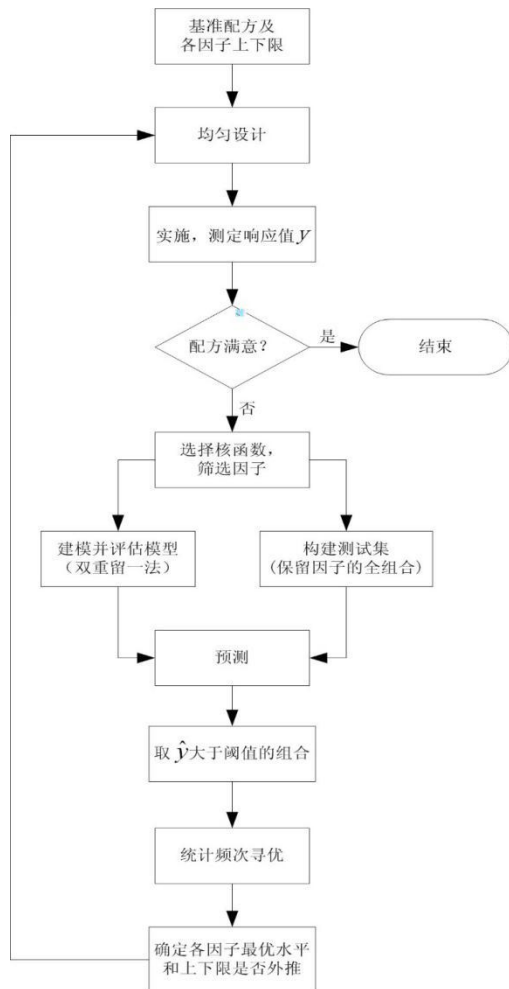 基准配方及
各因子上下限
均匀设计
实施，测定响应值y
配方满意？
是
结束
否
选择核函数，
筛选因子
建模并评估模型
（双重留一法）
构建测试集
(保留因子的全组合)
预测
取ŷ大于阈值的组合
统计频次寻优
确定各因子最优水平
和上下限是否外推